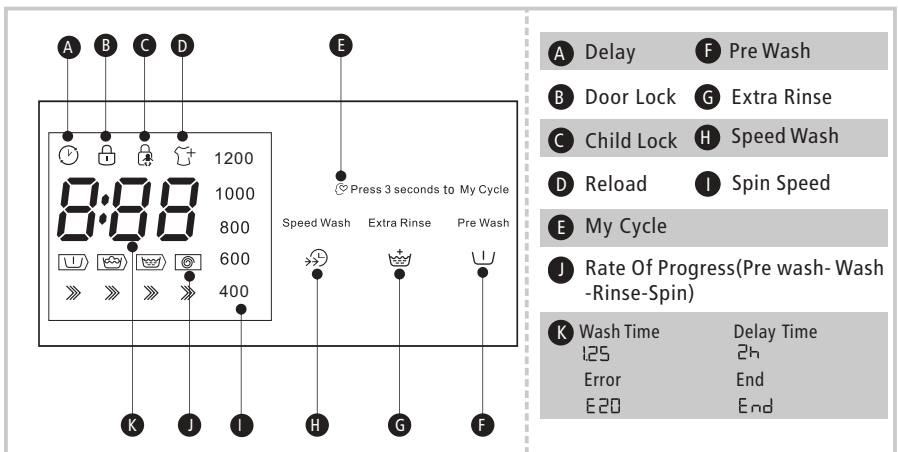 A B C D E
1200
8:88 1000
Press 3 seconds to My Cycle
800
Speed Wash Extra Rinse Pre Wash
600
400
K J I H G F
A Delay F Pre Wash
B Door Lock G Extra Rinse
C Child Lock H Speed Wash
D Reload I Spin Speed
E My Cycle
J Rate Of Progress(Pre wash- Wash
-Rinse-Spin)
K Wash Time Delay Time
1.25 2h
Error End
E20 End